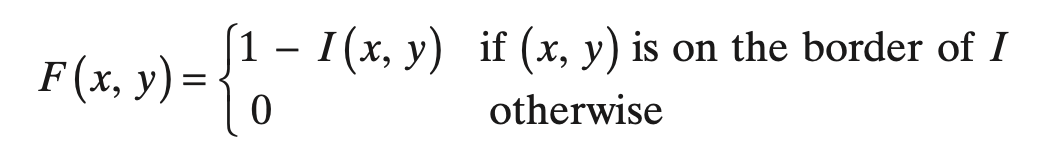 F(x, y) = { 1 − I(x, y) if (x, y) is on the border of I
0 otherwise